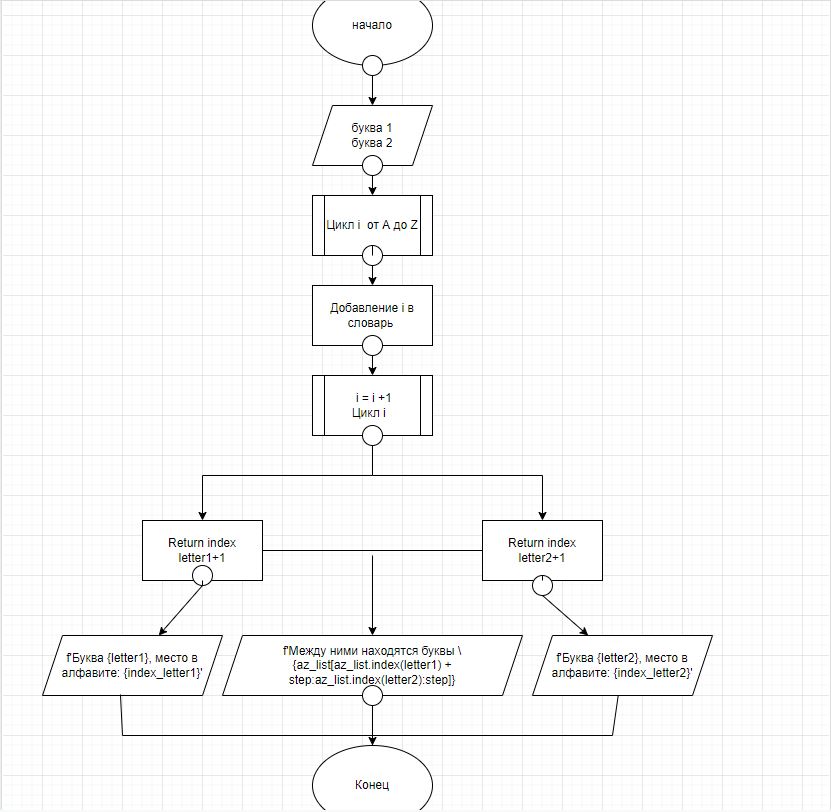 начало
буква 1
буква 2
Цикл i от A до Z
Добавление i в
словарь
i = i +1
Цикл i
Return index
letter1+1
Return index
letter2+1
f'Буква {letter1}, место в
алфавите: {index_letter1}'
f'Между ними находятся буквы \
{az_list[az_list.index(letter1) +
step:az_list.index(letter2):step]}
f'Буква {letter2}, место в
алфавите: {index_letter2}'
Конец